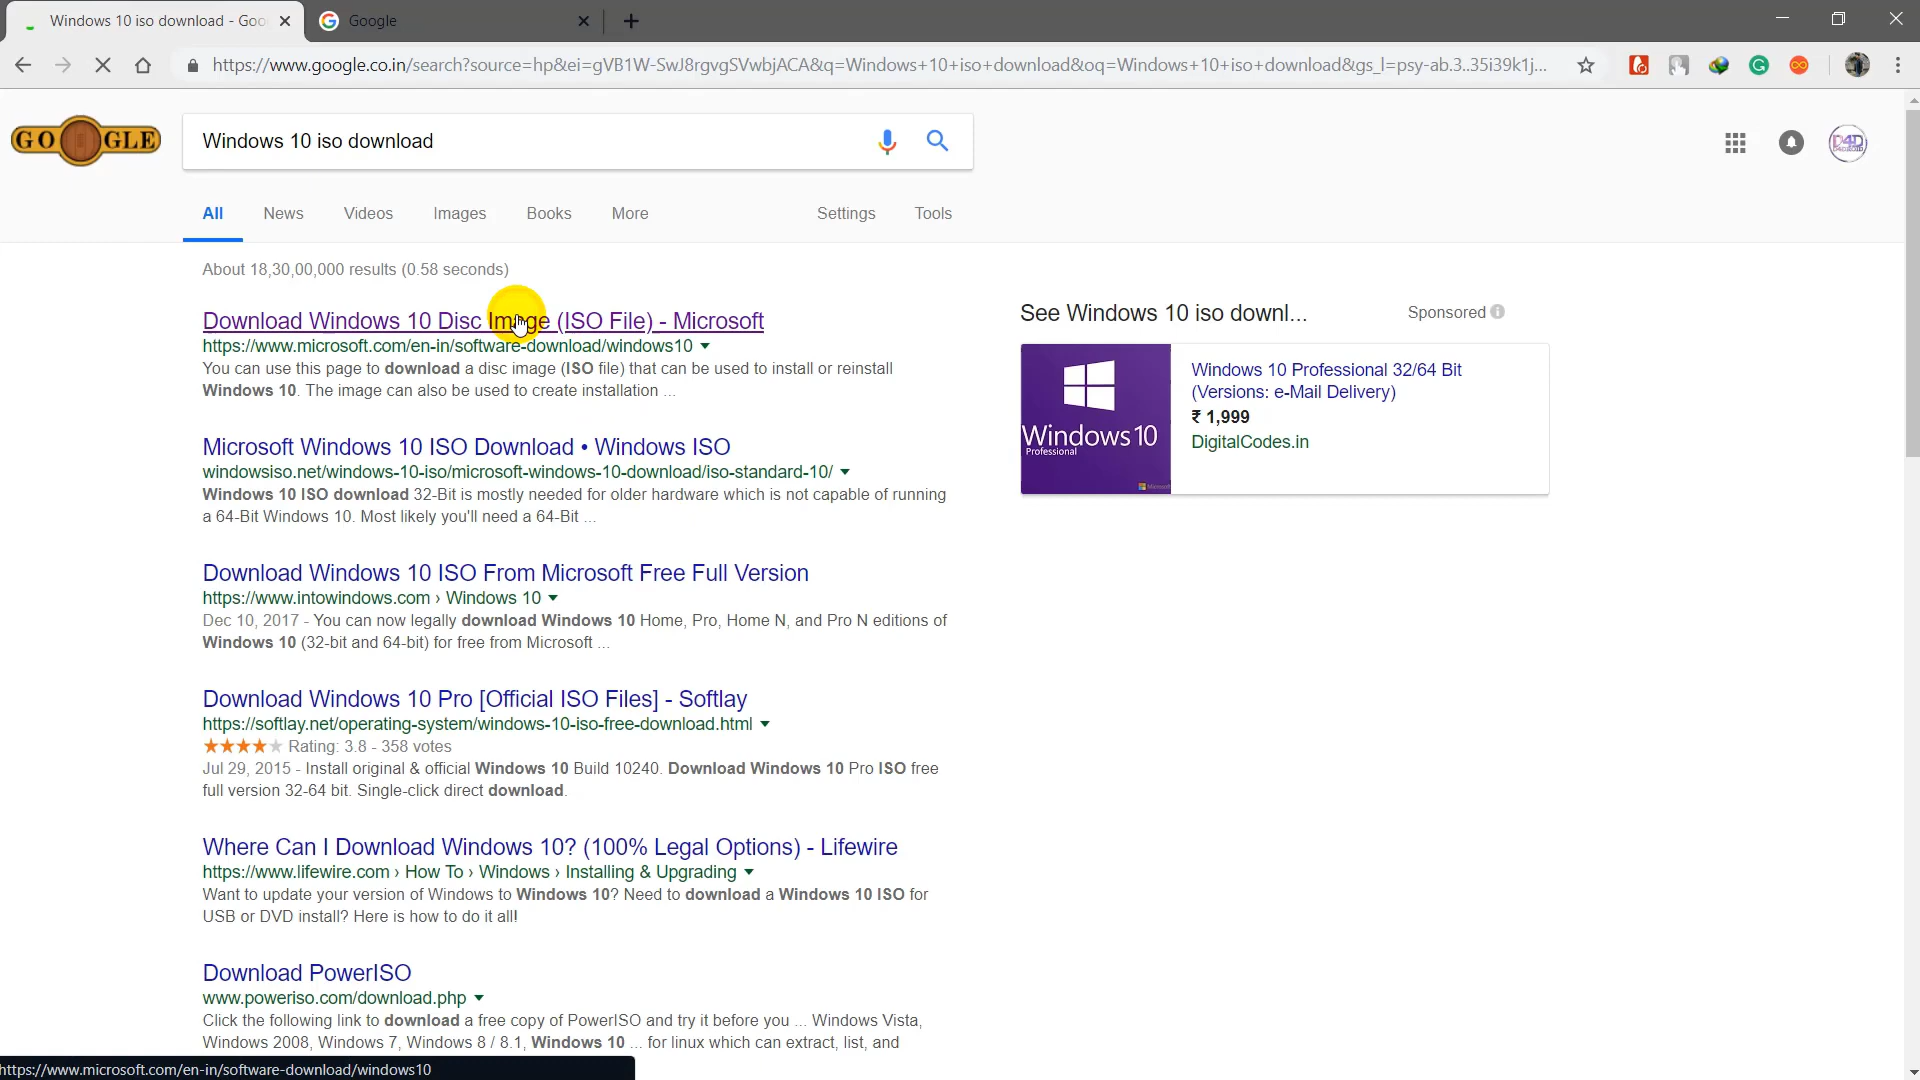 Windows 10 iso download - Goo
Google
https://www.google.co.in/search?source=hp&ei=gVB1W-SwJ8rgvgSVwbjACA&q=Windows+10+iso+download&oq=Windows+10+iso+download&gs_l=psy-ab.3..35i39k1j...
GOOGLE
Windows 10 iso download
D4D
All
News
Videos
Images
Books
More
Settings
Tools
About 18,30,00,000 results (0.58 seconds)
Download Windows 10 Disc Image (ISO File) - Microsoft
https://www.microsoft.com/en-in/software-download/windows10
You can use this page to download a disc image (ISO file) that can be used to install or reinstall
Windows 10. The image can also be used to create installation ...
Microsoft Windows 10 ISO Download • Windows ISO
windowsiso.net/windows-10-iso/microsoft-windows-10-download/iso-standard-10/
Windows 10 ISO download 32-Bit is mostly needed for older hardware which is not capable of running
a 64-Bit Windows 10. Most likely you'll need a 64-Bit ...
Download Windows 10 ISO From Microsoft Free Full Version
https://www.intowindows.com › Windows 10
Dec 10, 2017 - You can now legally download Windows 10 Home, Pro, Home N, and Pro N editions of
Windows 10 (32-bit and 64-bit) for free from Microsoft ...
Download Windows 10 Pro [Official ISO Files] - Softlay
https://softlay.net/operating-system/windows-10-iso-free-download.html
Rating: 3.8 - 358 votes
Jul 29, 2015 - Install original & official Windows 10 Build 10240. Download Windows 10 Pro ISO free
full version 32-64 bit. Single-click direct download.
Where Can I Download Windows 10? (100% Legal Options) - Lifewire
https://www.lifewire.com › How To › Windows › Installing & Upgrading
Want to update your version of Windows to Windows 10? Need to download a Windows 10 ISO for
USB or DVD install? Here is how to do it all!
Download PowerISO
www.poweriso.com/download.php
Click the following link to download a free copy of PowerISO and try it before you ... Windows Vista,
Windows 2008, Windows 7, Windows 8 / 8.1, Windows 10 ... for linux which can extract, list, and
See Windows 10 iso downl...
Sponsored
Windows 10
Professional
Microsoft
Windows 10 Professional 32/64 Bit
(Versions: e-Mail Delivery)
₹ 1,999
DigitalCodes.in
https://www.microsoft.com/en-in/software-download/windows10